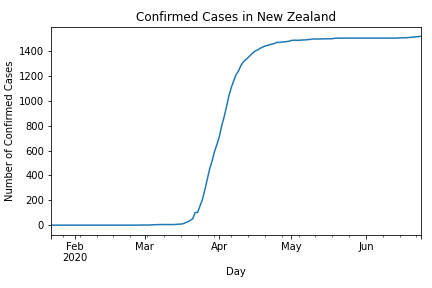 Confirmed Cases in New Zealand
Number of Confirmed Cases
1400
1200
1000
800
600
400
200
0
Feb Mar Apr May Jun
2020
Day